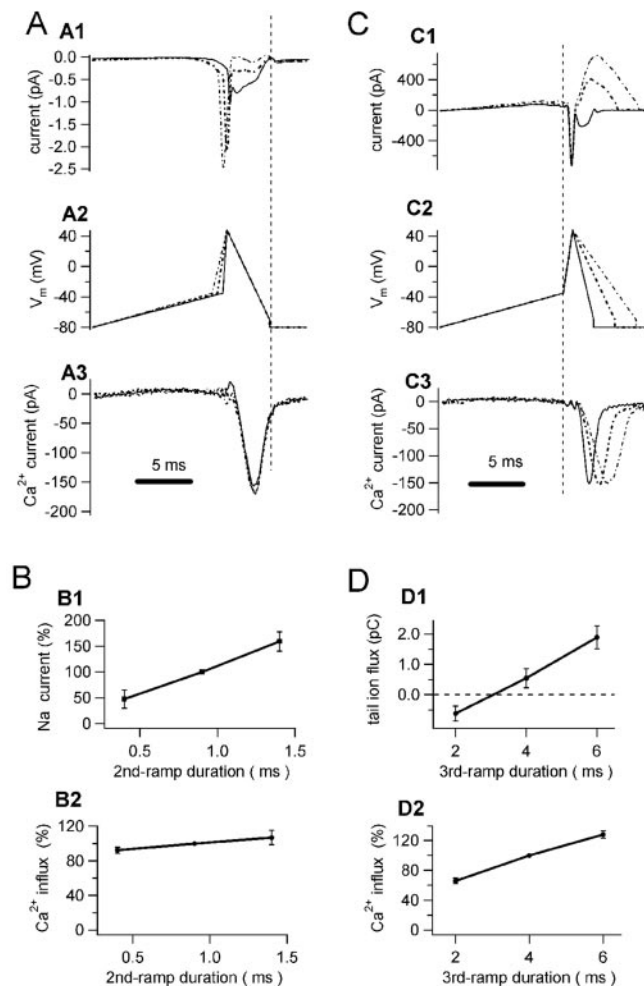 A
A1
0.0
-0.5
-1.0
-1.5
-2.0
-2.5
current (pA)
A2
40
0
-40
-80
Vm (mV)
A3
0
-50
-100
-150
-200
Ca2+ current (pA)
5 ms
C
C1
400
0
-400
current (pA)
C2
40
0
-40
-80
Vm (mV)
C3
0
-50
-100
-150
-200
Ca2+ current (pA)
5 ms
B
B1
200
150
100
50
0
Na current (%)
0.5 1.0 1.5
2nd-ramp duration ( ms )
B2
120
80
40
0
Ca2+ influx (%)
0.5 1.0 1.5
2nd-ramp duration ( ms )
D
D1
2.0
1.0
0.0
tail ion flux (pC)
2 4 6
3rd-ramp duration ( ms )
D2
120
80
40
0
Ca2+ influx (%)
2 4 6
3rd-ramp duration ( ms )